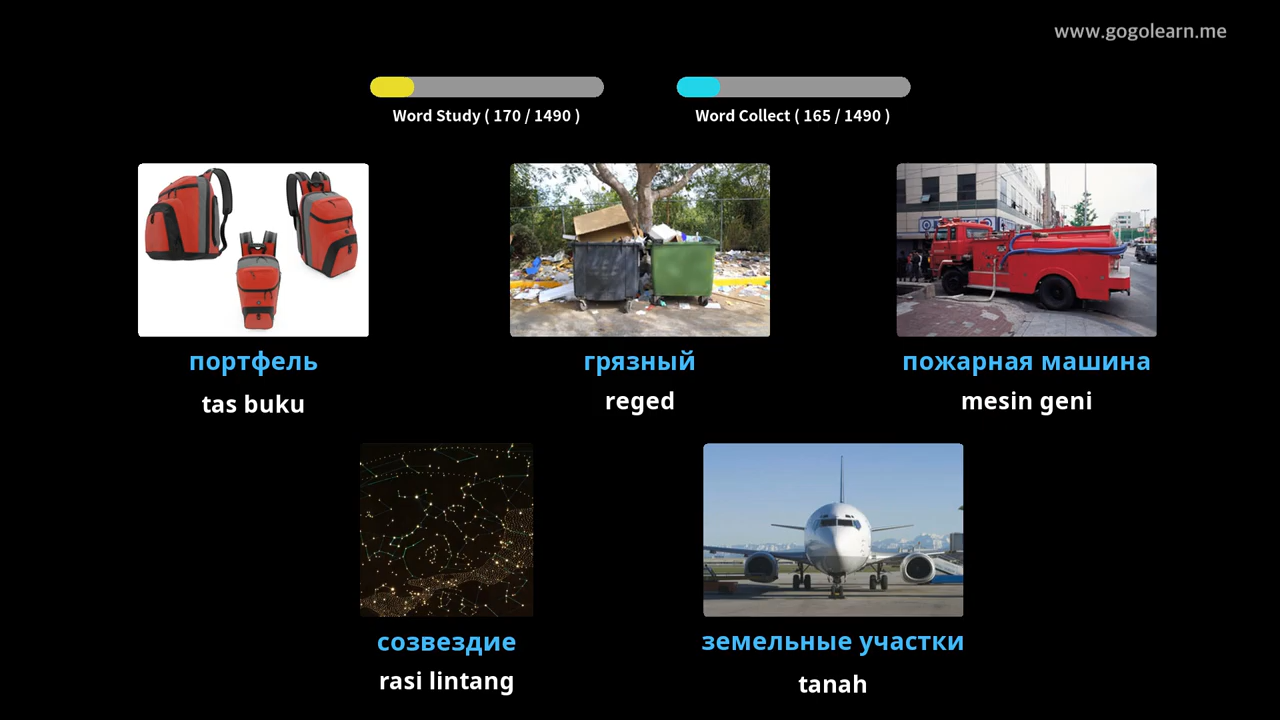 www.gogolearn.me
Word Study ( 170 / 1490 )
Word Collect ( 165 / 1490 )
портфель
грязный
пожарная машина
tas buku
reged
mesin geni
созвездие
земельные участки
rasi lintang
tanah